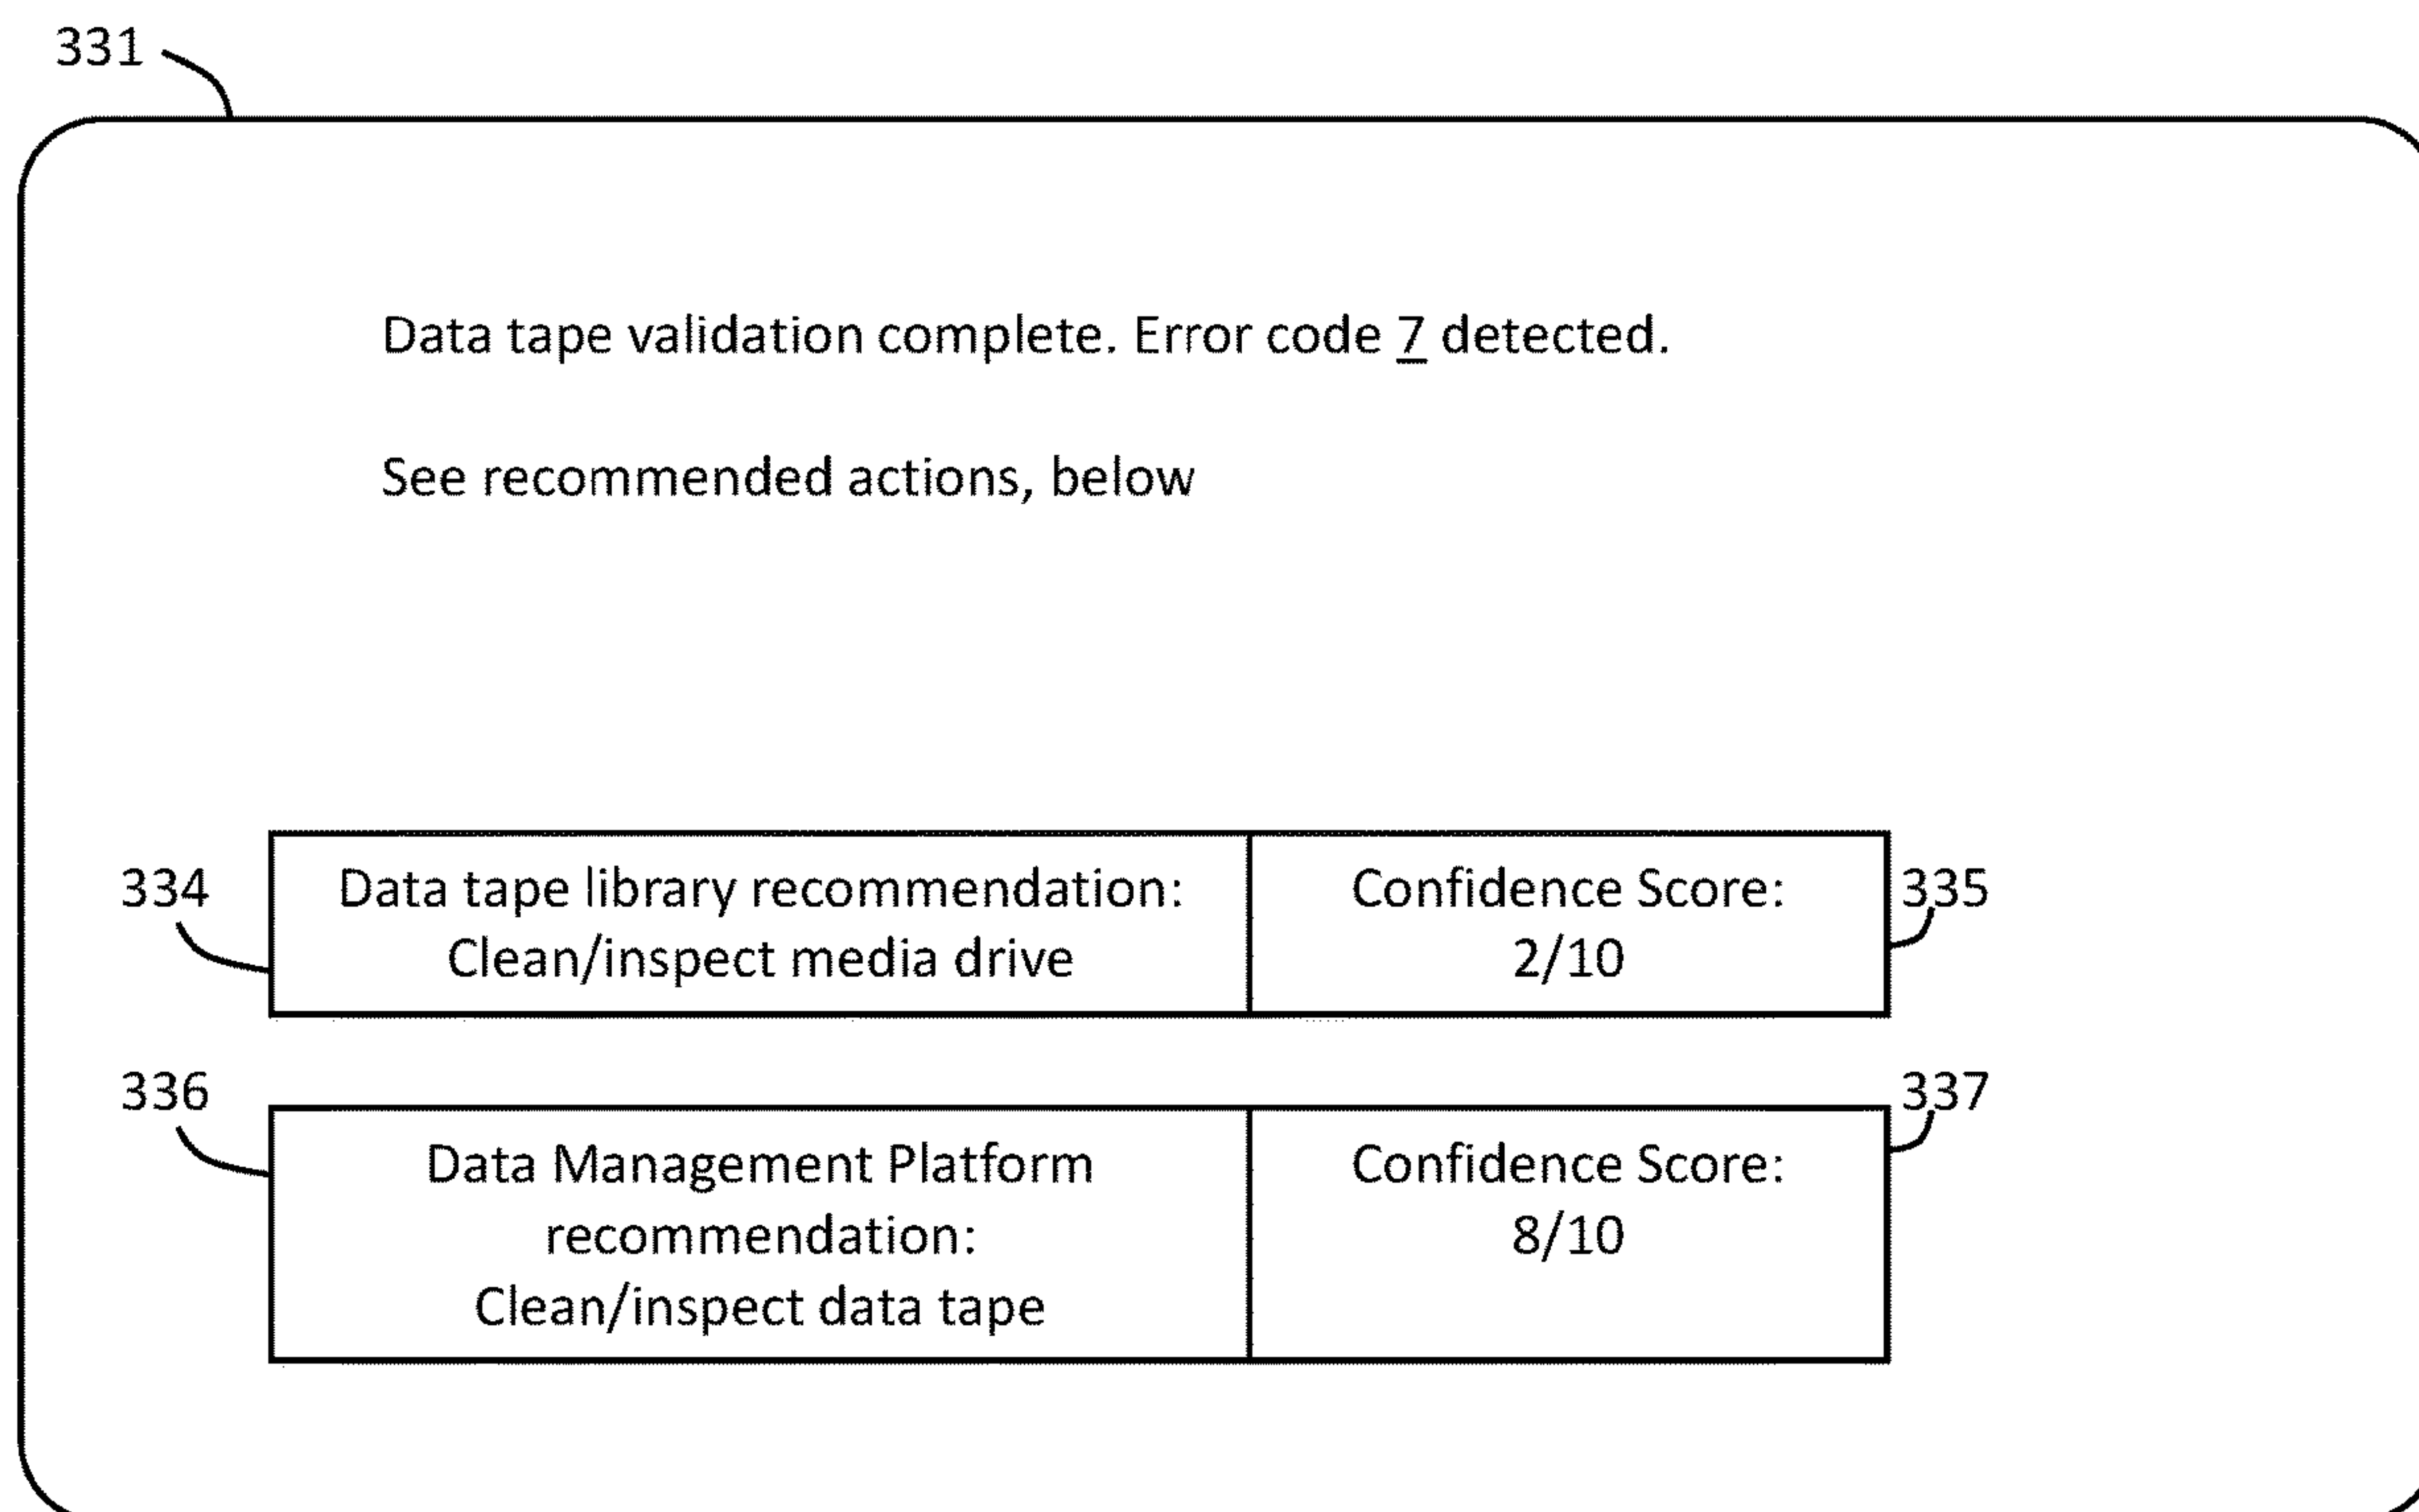 331
Data tape validation complete. Error code 7 detected.
See recommended actions, below
334
Data tape library recommendation:
Clean/inspect media drive
Confidence Score:
2/10
335
336
Data Management Platform
recommendation:
Clean/inspect data tape
Confidence Score:
8/10
337